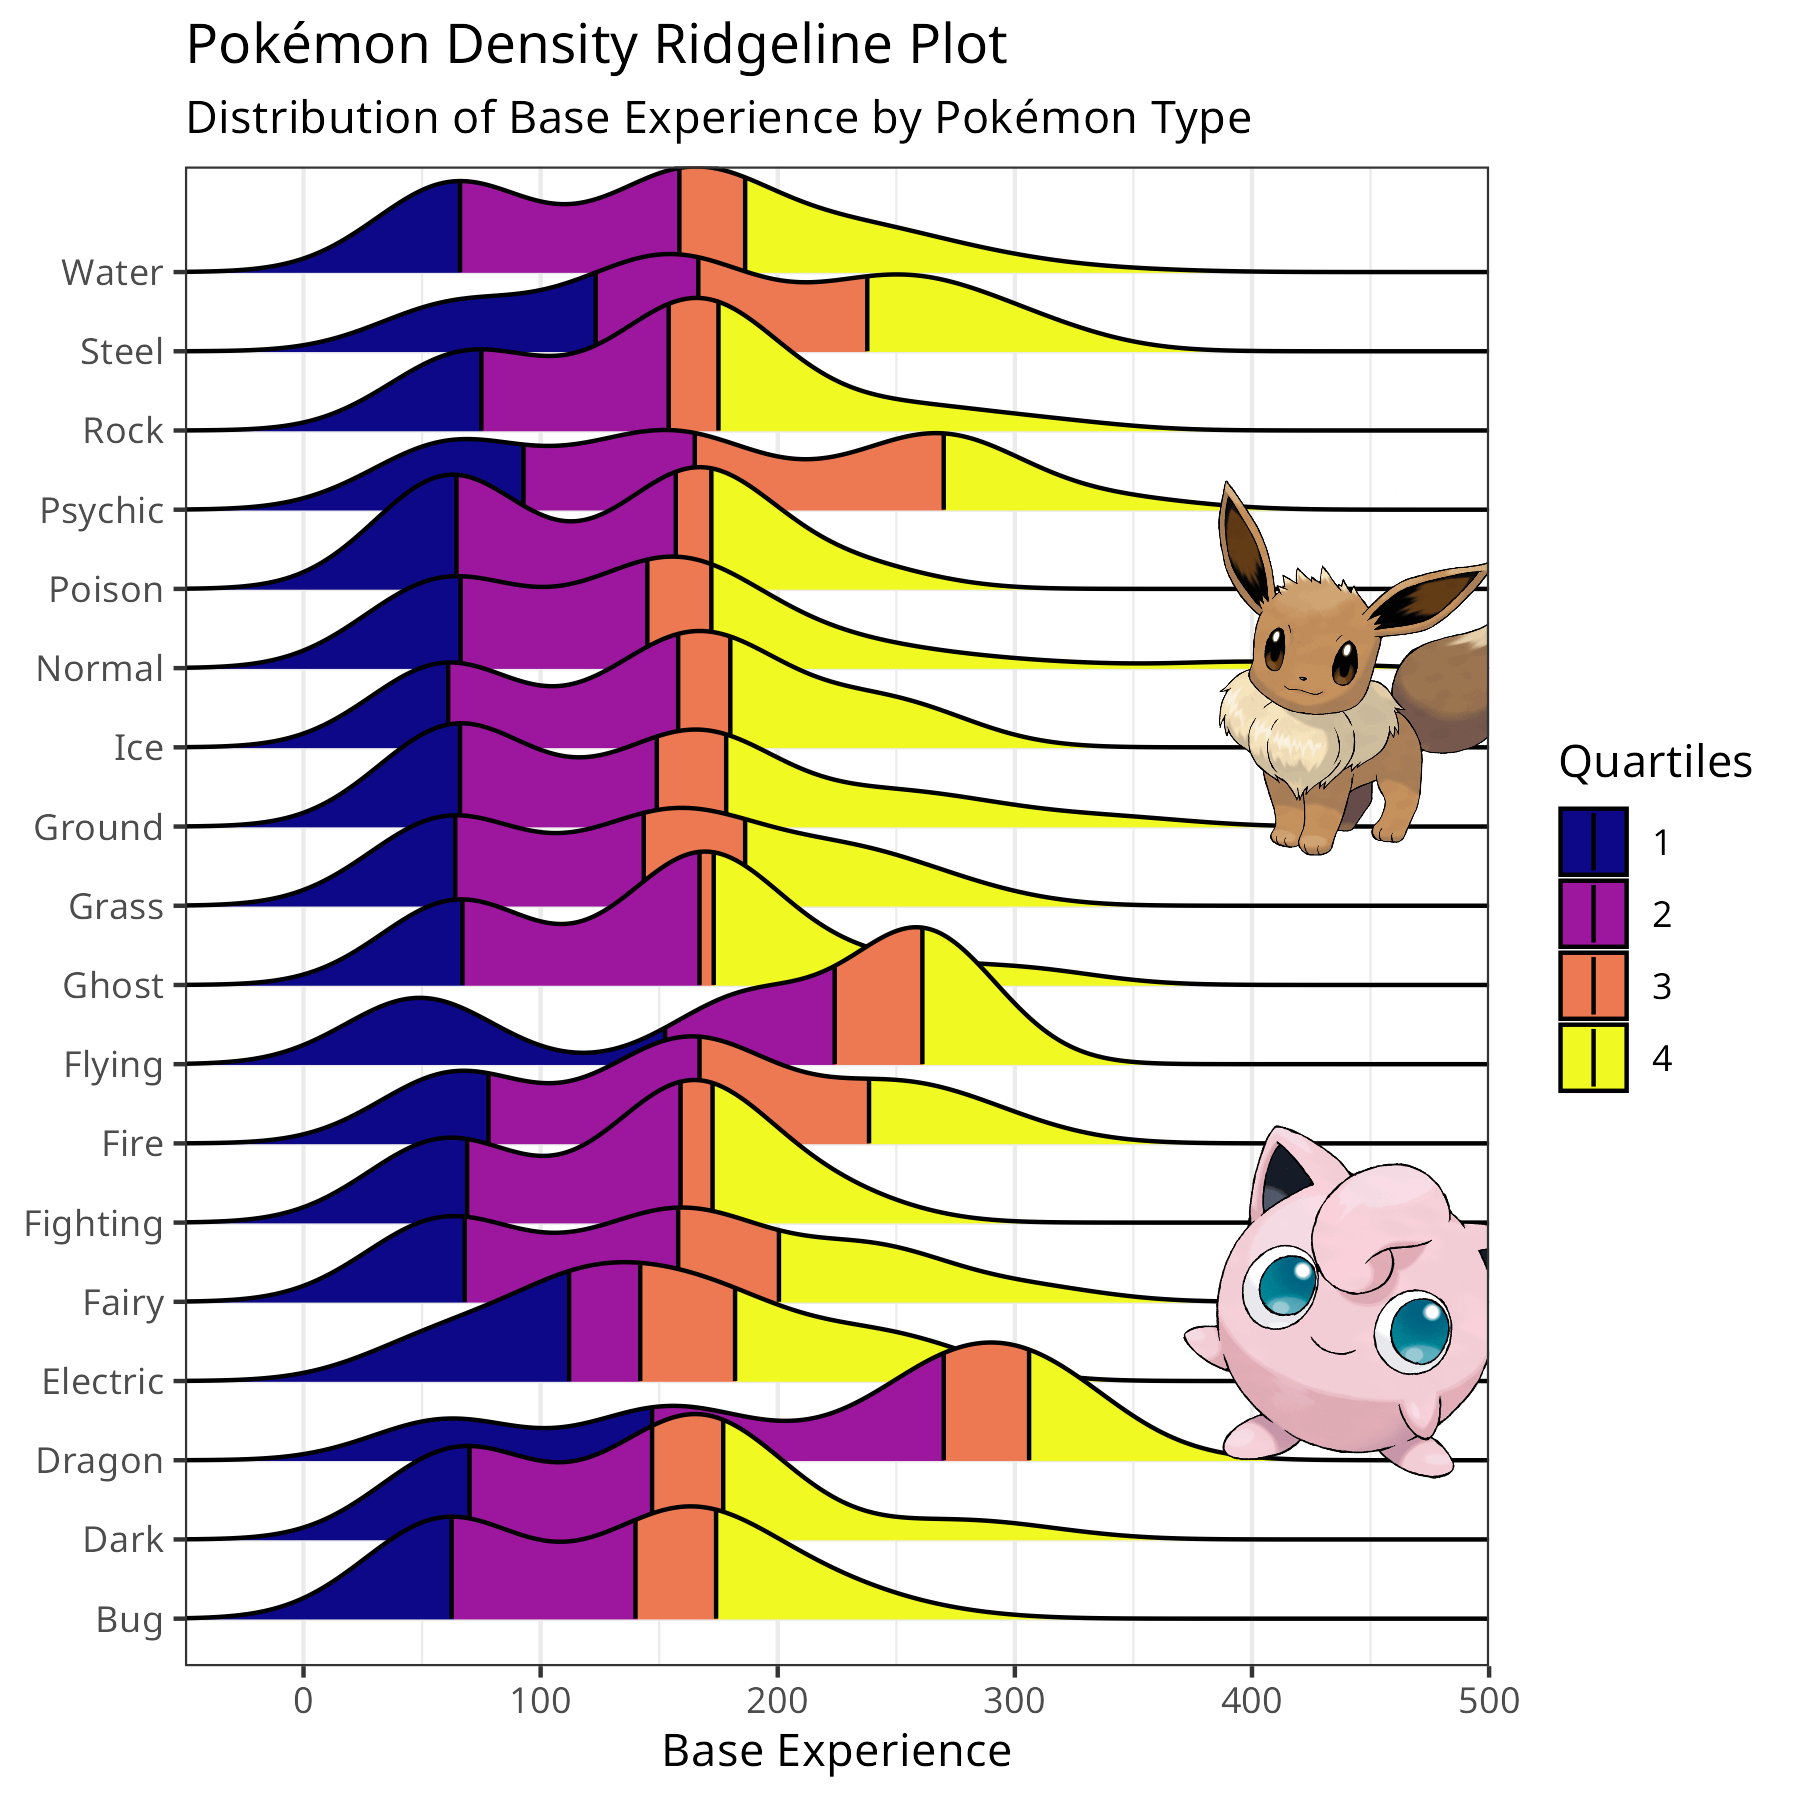 Pokémon Density Ridgeline Plot
Distribution of Base Experience by Pokémon Type
Water
Steel
Rock
Psychic
Poison
Normal
Ice
Ground
Grass
Ghost
Flying
Fire
Fighting
Fairy
Electric
Dragon
Dark
Bug
0 100 200 300 400 500
Base Experience
Quartiles
1
2
3
4